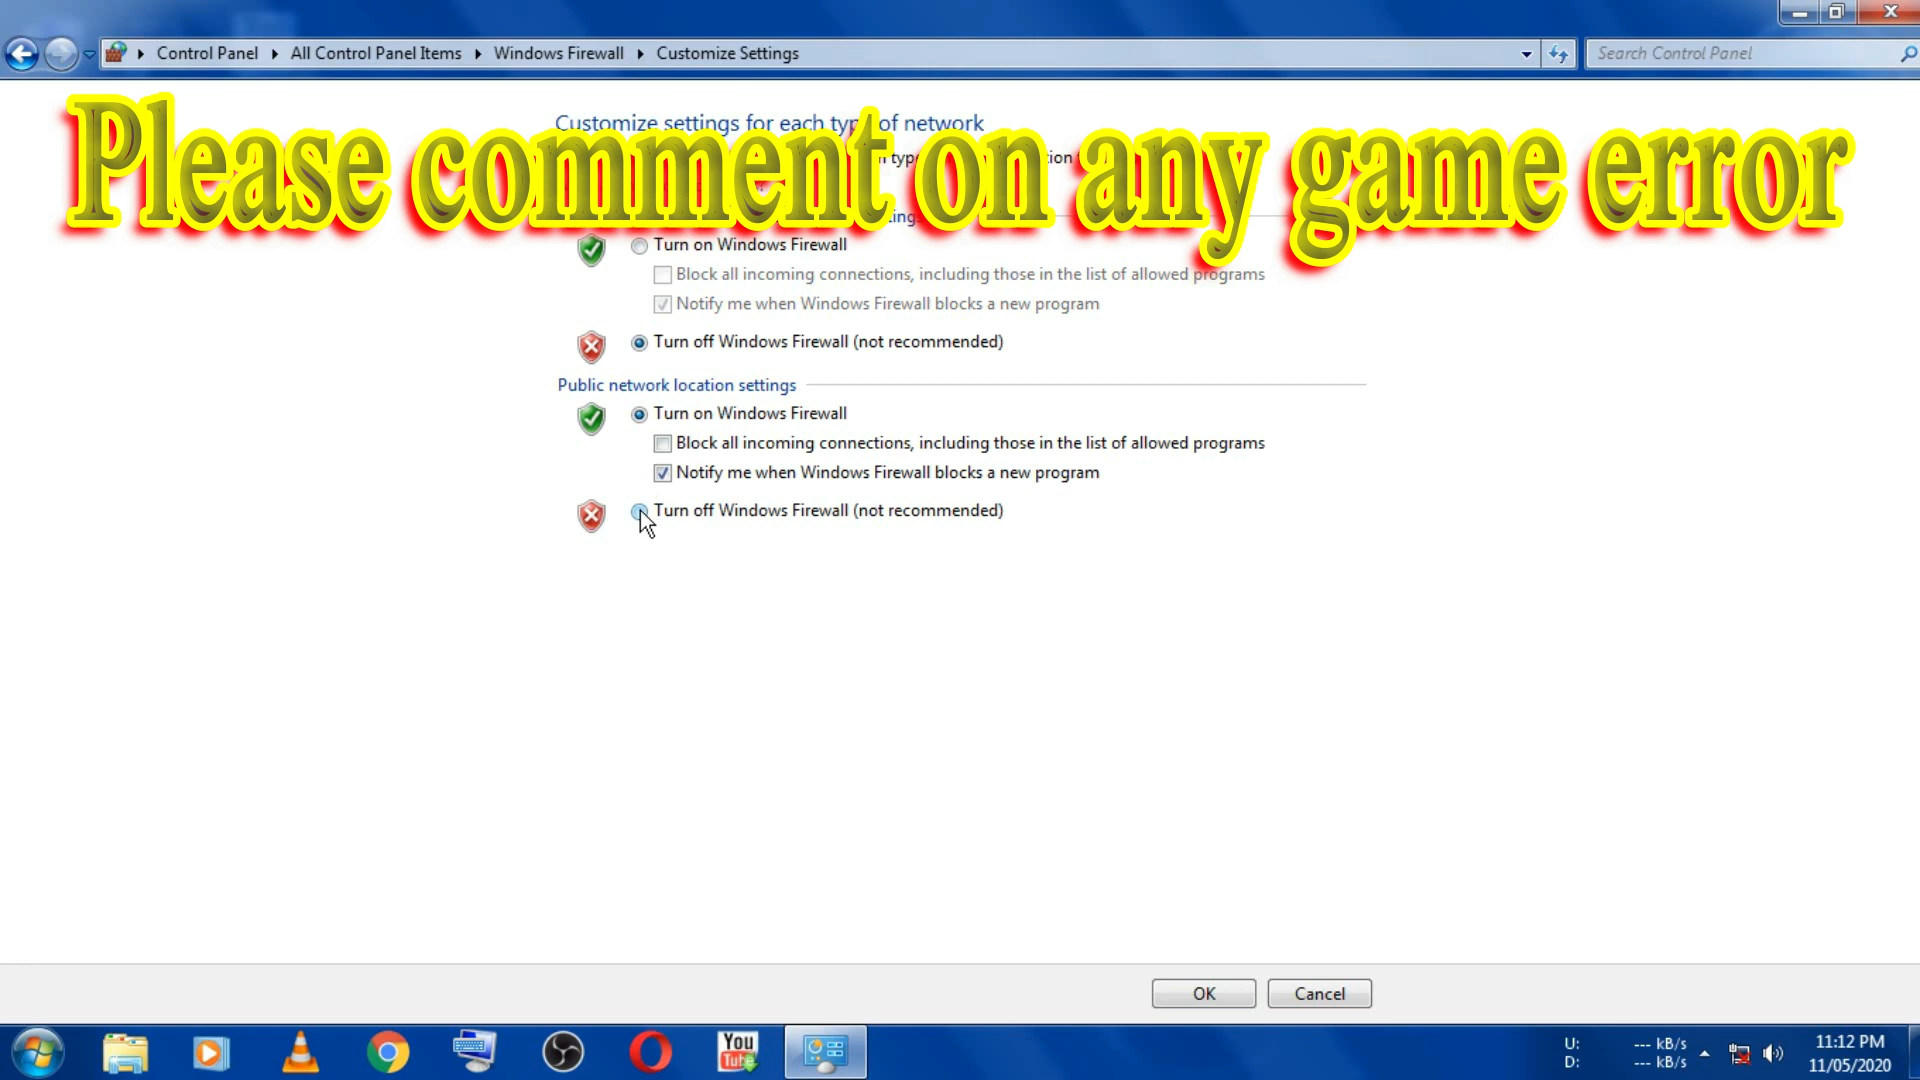 Control Panel All Control Panel Items Windows Firewall Customize Settings
Search Control Panel
Customize settings for each type of network
Please comment on any game error
Turn on Windows Firewall
Block all incoming connections, including those in the list of allowed programs
Notify me when Windows Firewall blocks a new program
Turn off Windows Firewall (not recommended)
Public network location settings
Turn on Windows Firewall
Block all incoming connections, including those in the list of allowed programs
Notify me when Windows Firewall blocks a new program
Turn off Windows Firewall (not recommended)
OK
Cancel
You
Tube
U: --- kB/s
D: --- kB/s
11:12 PM
11/05/2020